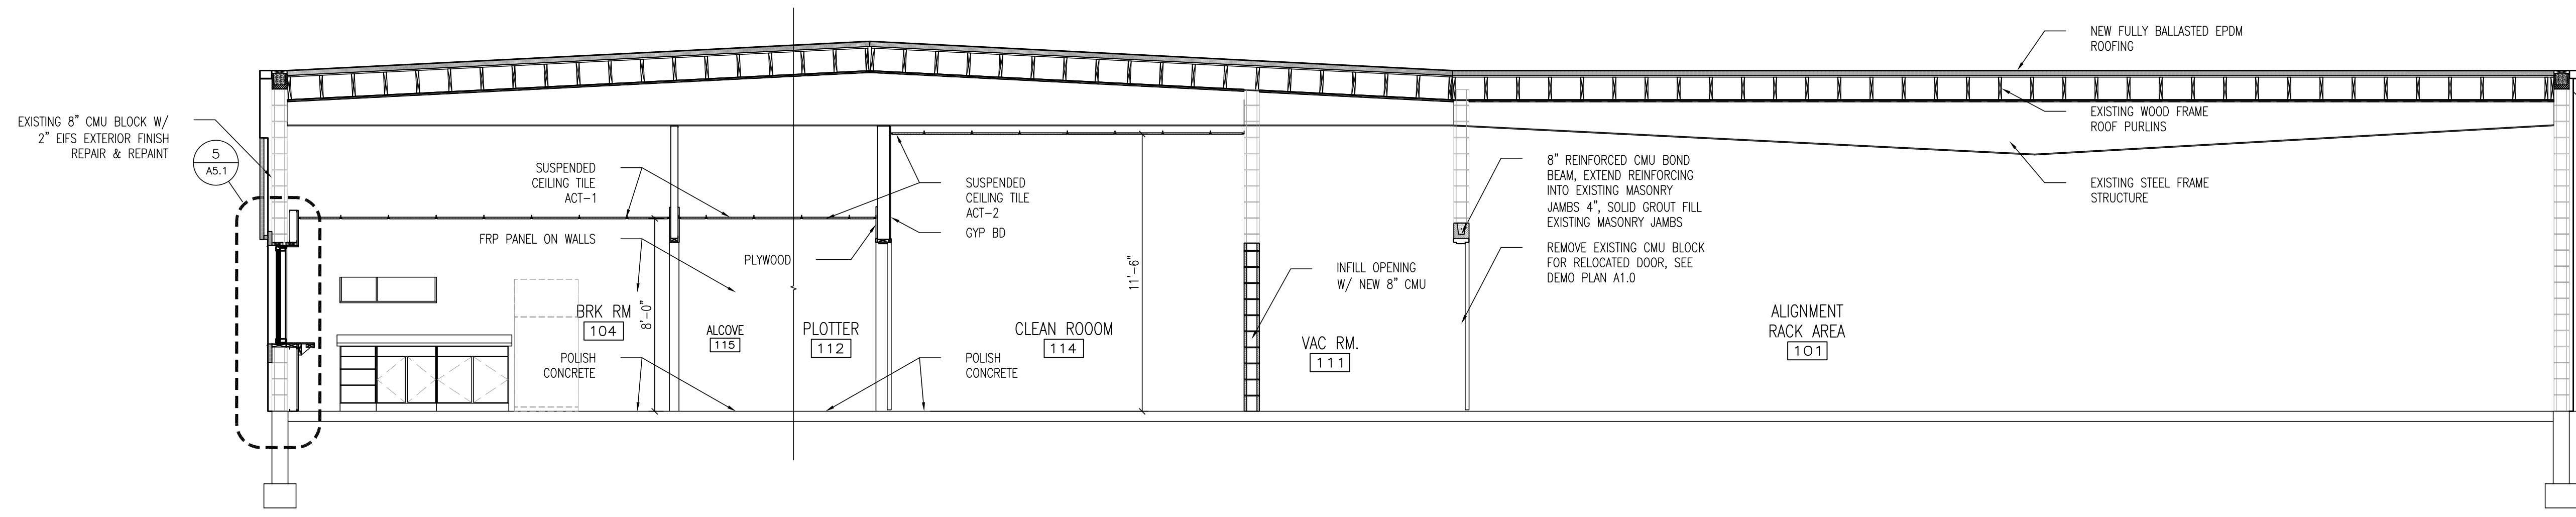 NEW FULLY BALLASTED EPDM
ROOFING
EXISTING WOOD FRAME
ROOF PURLINS
EXISTING STEEL FRAME
STRUCTURE
EXISTING 8" CMU BLOCK W/
2" EIFS EXTERIOR FINISH
REPAIR & REPAINT
5
A5.1
SUSPENDED
CEILING TILE
ACT-1
FRP PANEL ON WALLS
PLYWOOD
SUSPENDED
CEILING TILE
ACT-2
GYP BD
8" REINFORCED CMU BOND
BEAM, EXTEND REINFORCING
INTO EXISTING MASONRY
JAMBS 4", SOLID GROUT FILL
EXISTING MASONRY JAMBS
REMOVE EXISTING CMU BLOCK
FOR RELOCATED DOOR, SEE
DEMO PLAN A1.0
INFILL OPENING
W/ NEW 8" CMU
11'-6"
8'-0"
BRK RM
104
ALCOVE
115
PLOTTER
112
CLEAN ROOOM
114
VAC RM.
111
ALIGNMENT
RACK AREA
101
POLISH
CONCRETE
POLISH
CONCRETE